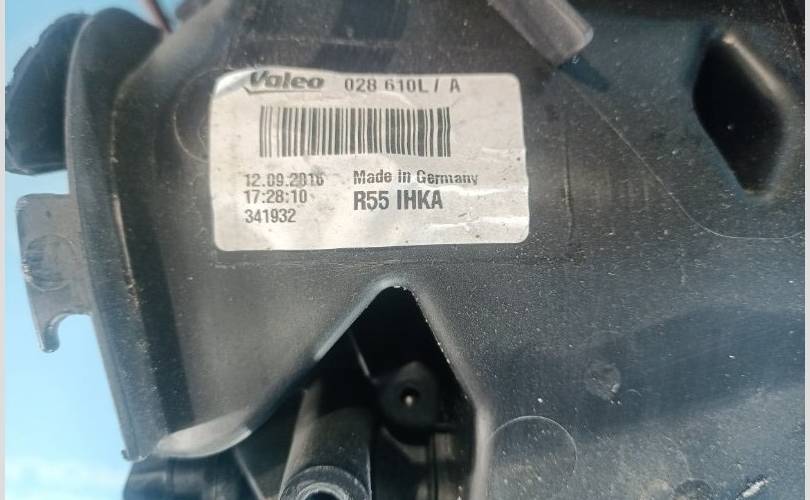 Valeo 028 610L / A
12.09.2016 Made in Germany
17:28:10 R55 IHKA
341932